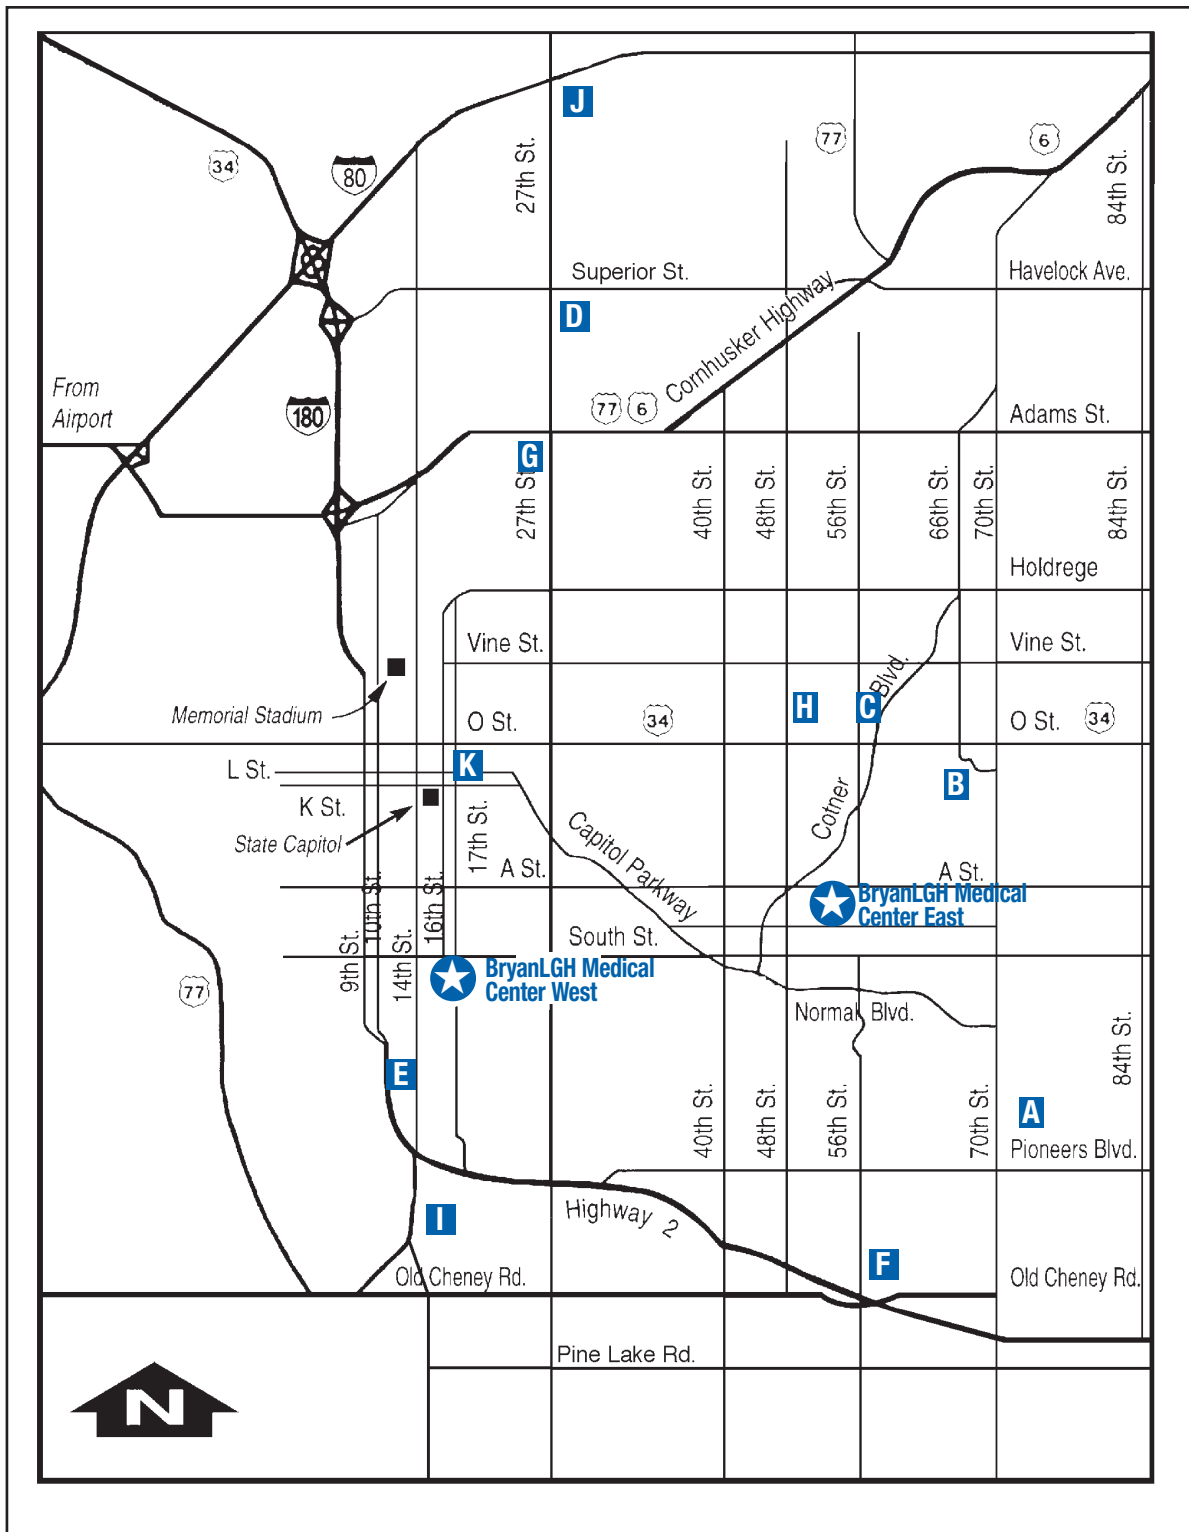 J
34
80
27th St.
77
6
84th St.
Superior St.
Havelock Ave.
D
Cornhusker Highway
From
Airport
180
77
6
Adams St.
G
27th St.
40th St.
48th St.
56th St.
66th St.
70th St.
84th St.
Holdrege
Vine St.
Vine St.
Memorial Stadium
O St.
34
H
C
Blvd.
O St.
34
L St.
K
B
K St.
State Capitol
17th St.
Capitol Parkway
Cotner
A St.
A St.
10th St.
16th St.
BryanLGH Medical
Center East
South St.
9th St.
14th St.
BryanLGH Medical
Center West
77
Normal Blvd.
E
84th St.
40th St.
48th St.
56th St.
70th St.
A
Pioneers Blvd.
I
Highway 2
F
Old Cheney Rd.
Old Cheney Rd.
Pine Lake Rd.
N